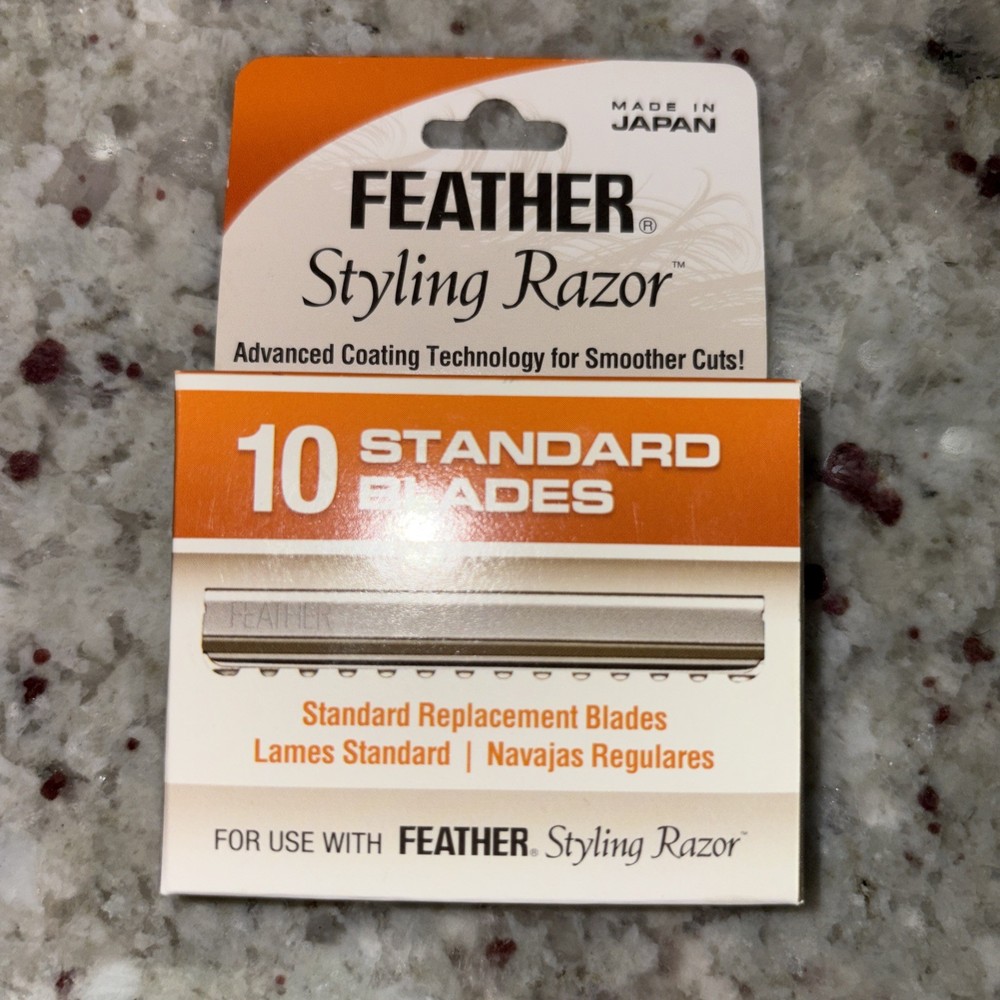 MADE IN
JAPAN
FEATHER®
Styling Razor™
Advanced Coating Technology for Smoother Cuts!
10 STANDARD
BLADES
FEATHER
Standard Replacement Blades
Lames Standard | Navajas Regulares
FOR USE WITH FEATHER® Styling Razor™